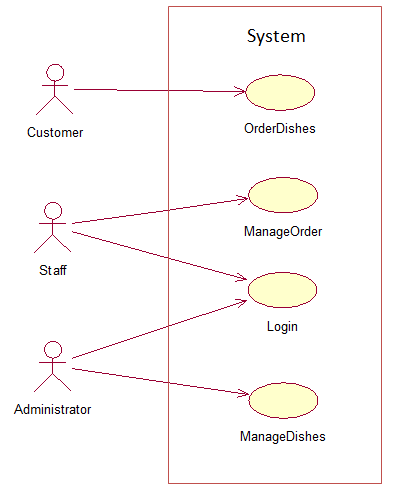 System
Customer
OrderDishes
ManageOrder
Staff
Login
Administrator
ManageDishes